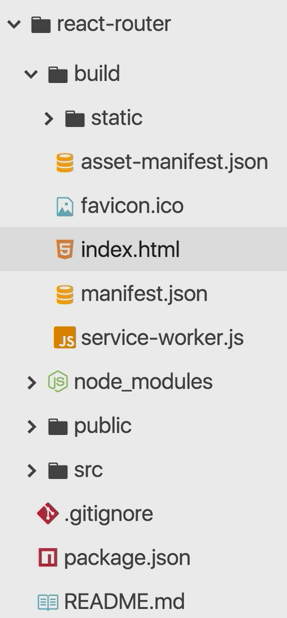 react-router
build
static
asset-manifest.json
favicon.ico
index.html
manifest.json
JS service-worker.js
node_modules
public
src
.gitignore
package.json
README.md